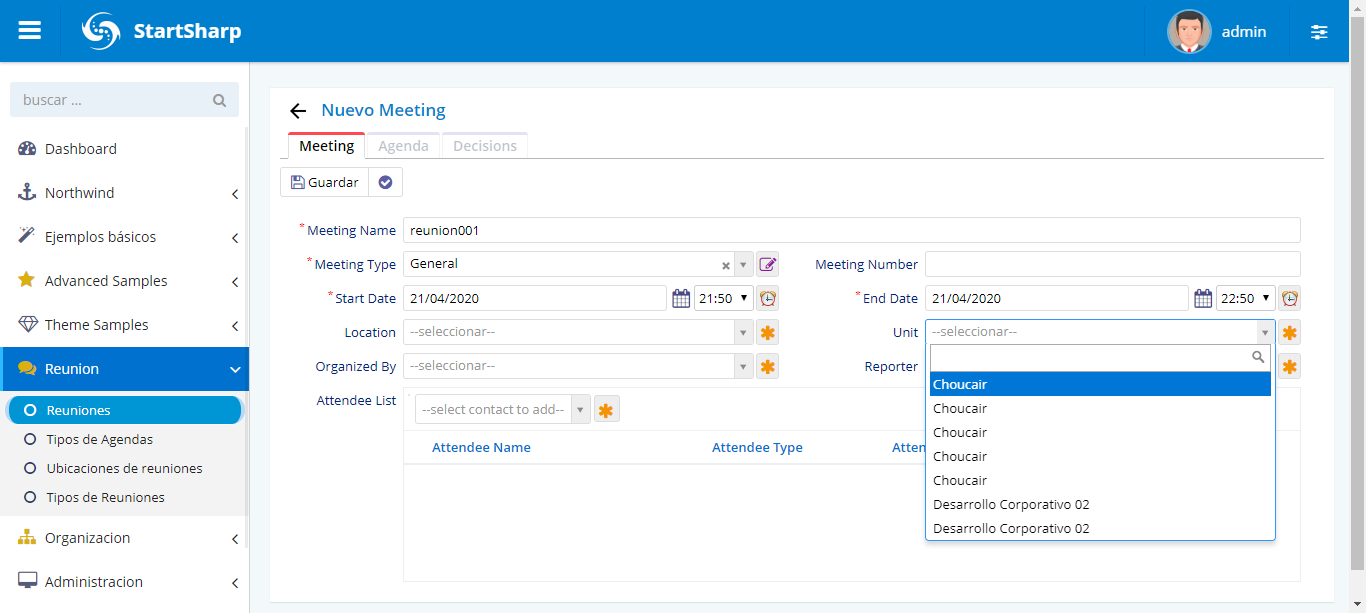 StartSharp
admin
buscar ...
Dashboard
Northwind
Ejemplos básicos
Advanced Samples
Theme Samples
Reunion
Reuniones
Tipos de Agendas
Ubicaciones de reuniones
Tipos de Reuniones
Organizacion
Administracion
Nuevo Meeting
Meeting Agenda Decisions
Guardar
* Meeting Name reunion001
* Meeting Type General x Meeting Number
* Start Date 21/04/2020 21:50 * End Date 21/04/2020 22:50
Location --seleccionar-- Unit --seleccionar--
Organized By --seleccionar-- Reporter
Attendee List --select contact to add--
Attendee Name Attendee Type Atten
Choucair
Choucair
Choucair
Choucair
Choucair
Desarrollo Corporativo 02
Desarrollo Corporativo 02